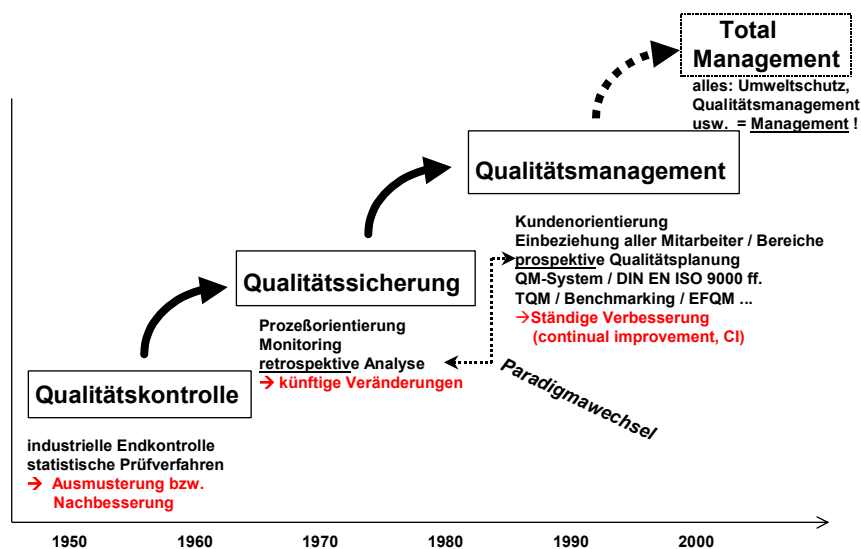 Total
Management
alles: Umweltschutz,
Qualitätsmanagement
usw. = Management !
Qualitätsmanagement
Kundenorientierung
Einbeziehung aller Mitarbeiter / Bereiche
prospektive Qualitätsplanung
QM-System / DIN EN ISO 9000 ff.
TQM / Benchmarking / EFQM ...
→Ständige Verbesserung
(continual improvement, CI)
Qualitätssicherung
Prozeßorientierung
Monitoring
retrospektive Analyse
→ künftige Veränderungen
Paradigmawechsel
Qualitätskontrolle
industrielle Endkontrolle
statistische Prüfverfahren
→ Ausmusterung bzw.
Nachbesserung
1950 1960 1970 1980 1990 2000